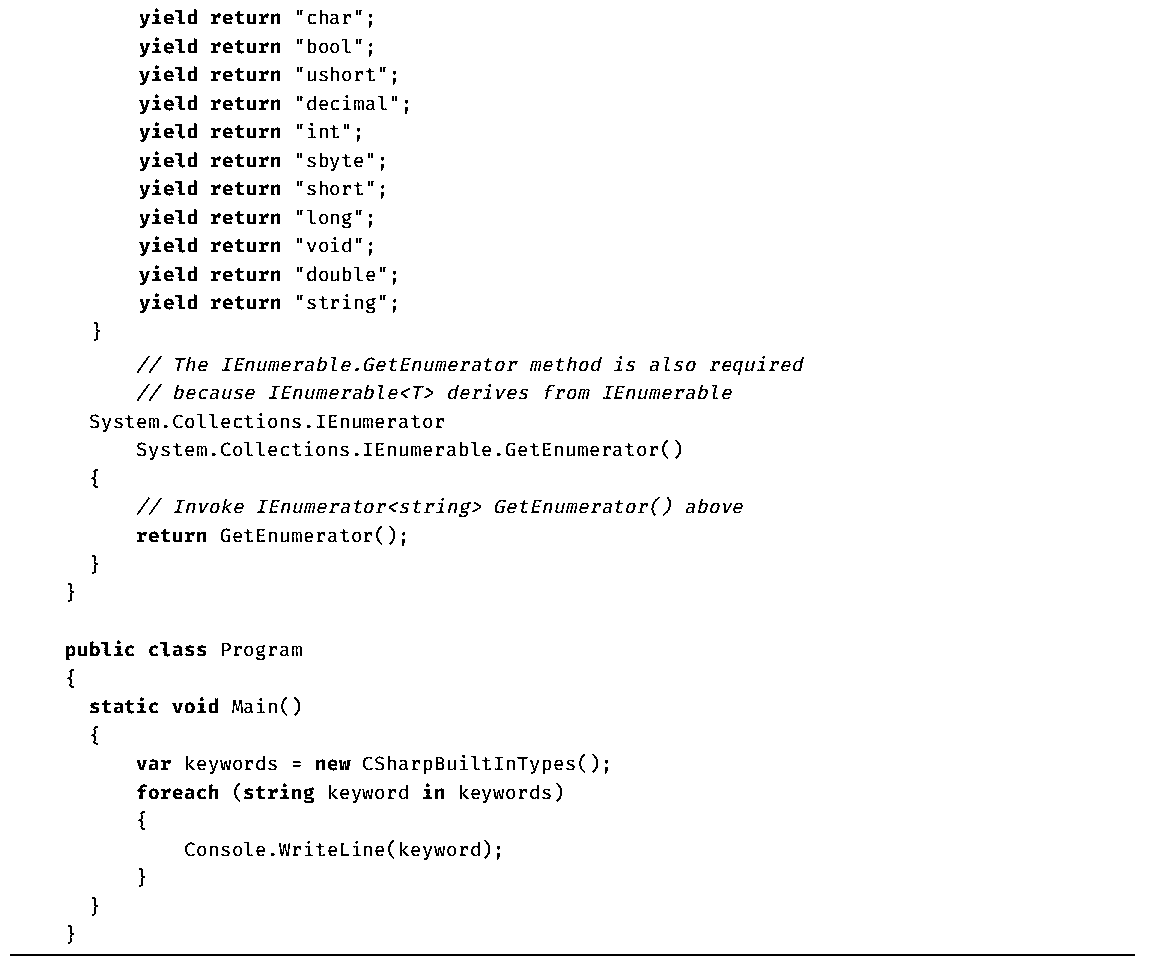 yield return "char";
yield return "bool";
yield return "ushort";
yield return "decimal";
yield return "int";
yield return "sbyte";
yield return "short";
yield return "long";
yield return "void";
yield return "double";
yield return "string";
}
// The IEnumerable.GetEnumerator method is also required
// because IEnumerable<T> derives from IEnumerable
System.Collections.IEnumerator
System.Collections.IEnumerable.GetEnumerator()
{
// Invoke IEnumerator<string> GetEnumerator() above
return GetEnumerator();
}
}
public class Program
{
static void Main()
{
var keywords = new CSharpBuiltInTypes();
foreach (string keyword in keywords)
{
Console.WriteLine(keyword);
}
}
}